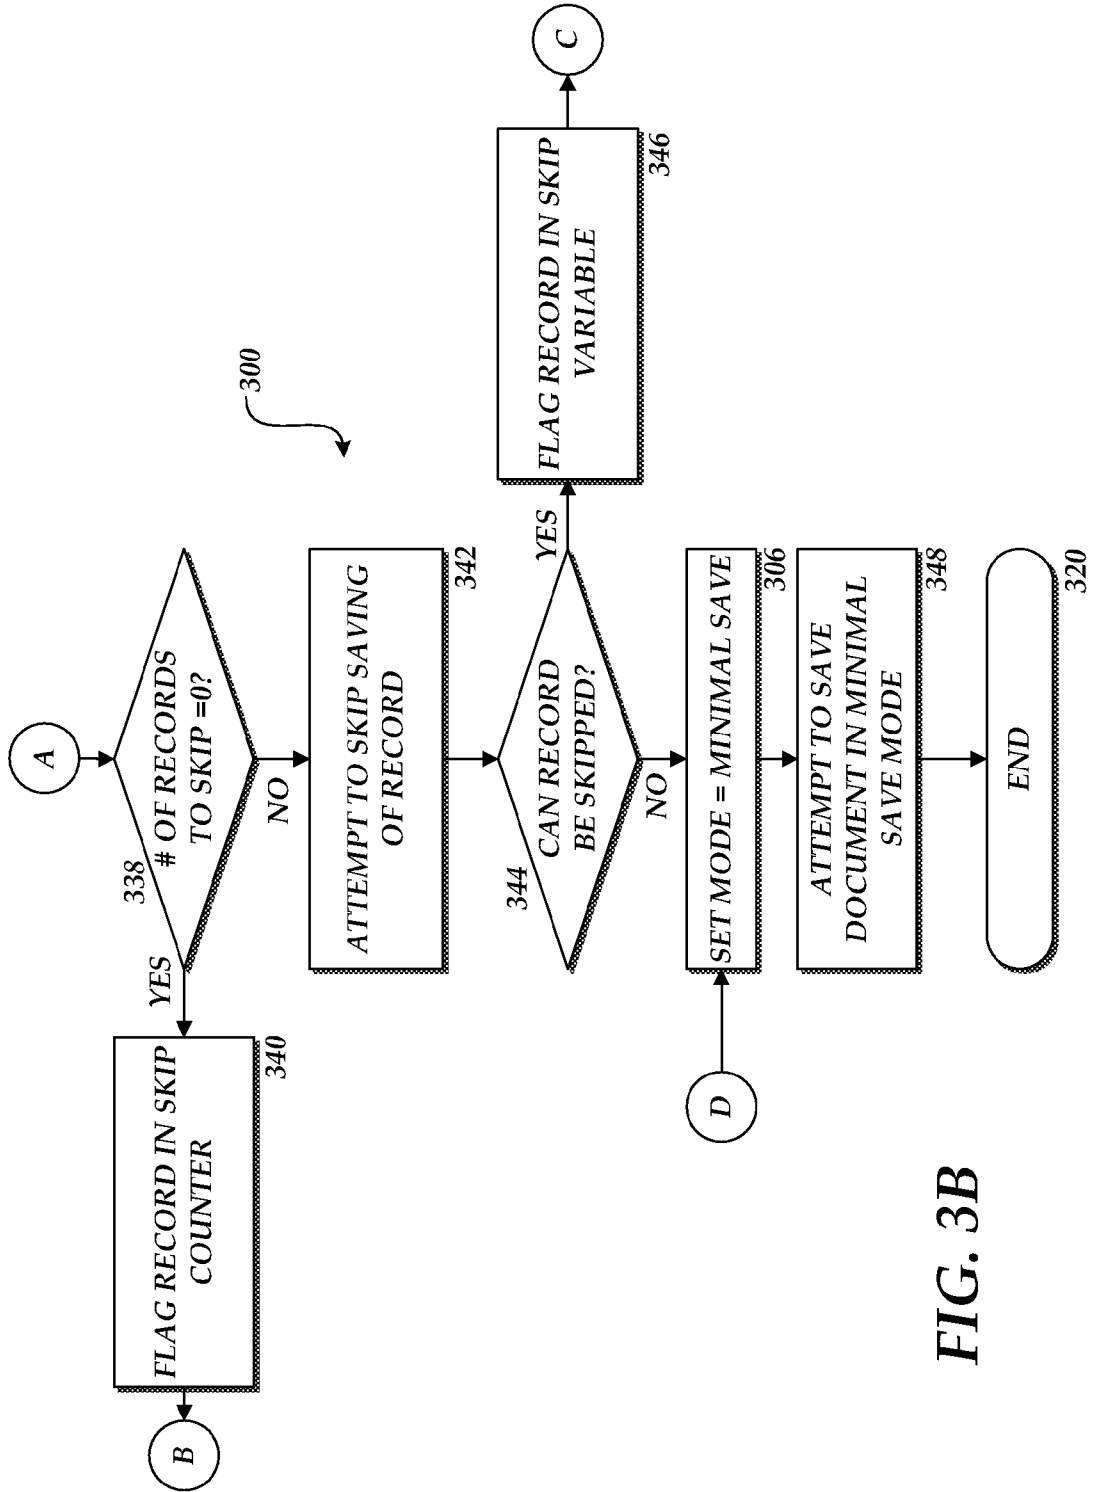 A
338
# OF RECORDS
TO SKIP =0?
YES
NO
FLAG RECORD IN SKIP
COUNTER
340
B
300
ATTEMPT TO SKIP SAVING
OF RECORD
342
344
CAN RECORD
BE SKIPPED?
YES
NO
FLAG RECORD IN SKIP
VARIABLE
346
C
D
SET MODE = MINIMAL SAVE
306
ATTEMPT TO SAVE
DOCUMENT IN MINIMAL
SAVE MODE
348
END
320
FIG. 3B